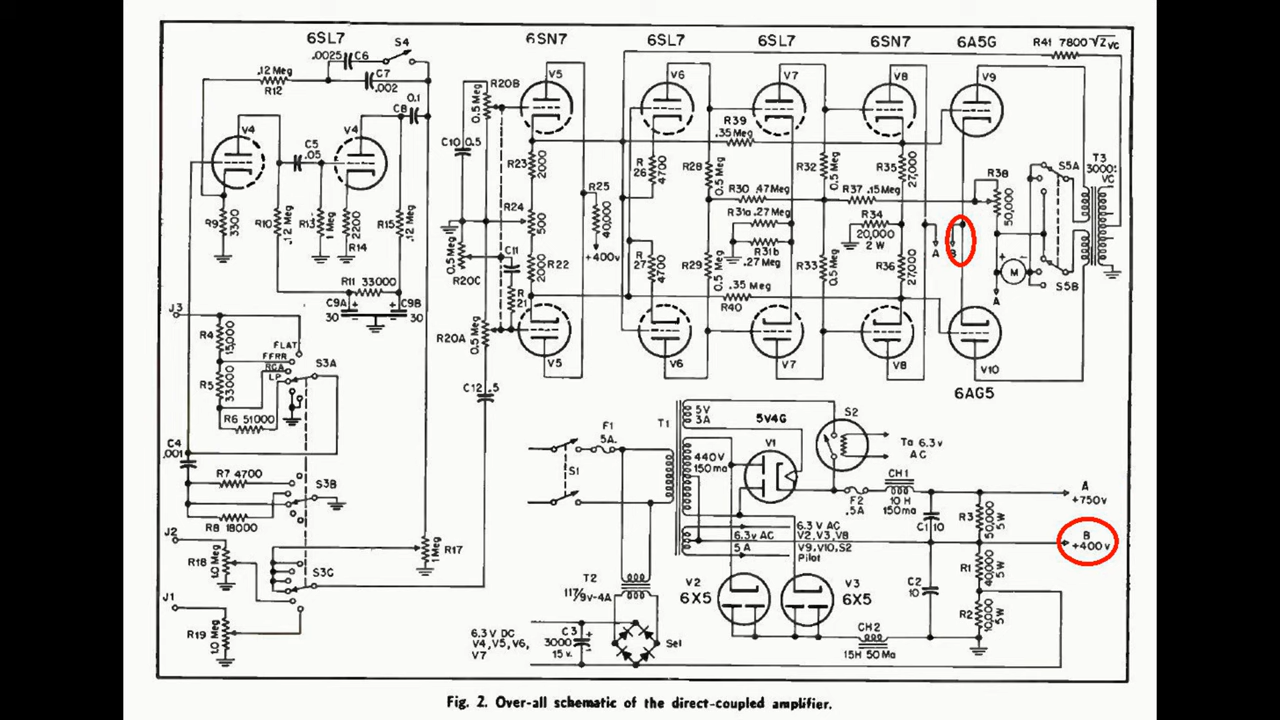 6SL7
6SN7
6SL7
6SL7
6SN7
6A5G
R41 7800 √Z VC
.0025 C6
S4
.12 Meg
R12
C7
.002
C8
0.1
V4
C5
.05
V4
R9
3300
R10
.12 Meg
R13
1 Meg
2200
R14
R15
.12 Meg
R11 33000
C9A
30
C9B
30
R20B
0.5 Meg
C10 0.5
V5
R23
2000
R24
500
R25
40,000
+400v
R20C
0.5 Meg
C11
R22
2000
R
21
R20A
0.5 Meg
V5
C12 .5
V6
R
26
4700
R
27
4700
V6
R39
.35 Meg
R28
0.5 Meg
R30 .47 Meg
R31a .27 Meg
R31b
.27 Meg
R29
0.5 Meg
.35 Meg
R40
V7
R32
0.5 Meg
R37 .15 Meg
R34
20,000
2 W
R33
0.5 Meg
V7
V8
R35
27,000
R36
27,000
V8
A
B
V9
V10
6AG5
R38
50,000
M
+
−
A
S5A
S5B
T3
3000:
VC
J3
R4
15,000
R5
33000
R6 51000
FLAT
FFRR
RCA
LP
S3A
C4
.001
R7 4700
S3B
R8 18000
J2
R18
1.0 Meg
S3C
R17
1 Meg
J1
R19
1.0 Meg
F1
5A.
S1
T1
5V
3A
5V4G
V1
440V
150ma
S2
To 6.3v
AC
CH1
10 H
150ma
F2
.5A
A
+750v
C1 10
R3
50,000
5 W
B
+400v
6.3v AC
5 A
6.3 V AC
V2,V3,V8
V9,V10,S2
Pilot
C2
10
R1
40,000
5 W
R2
10,000
5 W
T2
117/
9v-4A
V2
6X5
V3
6X5
CH2
15H 50Ma
6.3 V DC
V4,V5,V6,
V7
C3
3000
15 v.
Sel
Fig. 2. Over-all schematic of the direct-coupled amplifier.